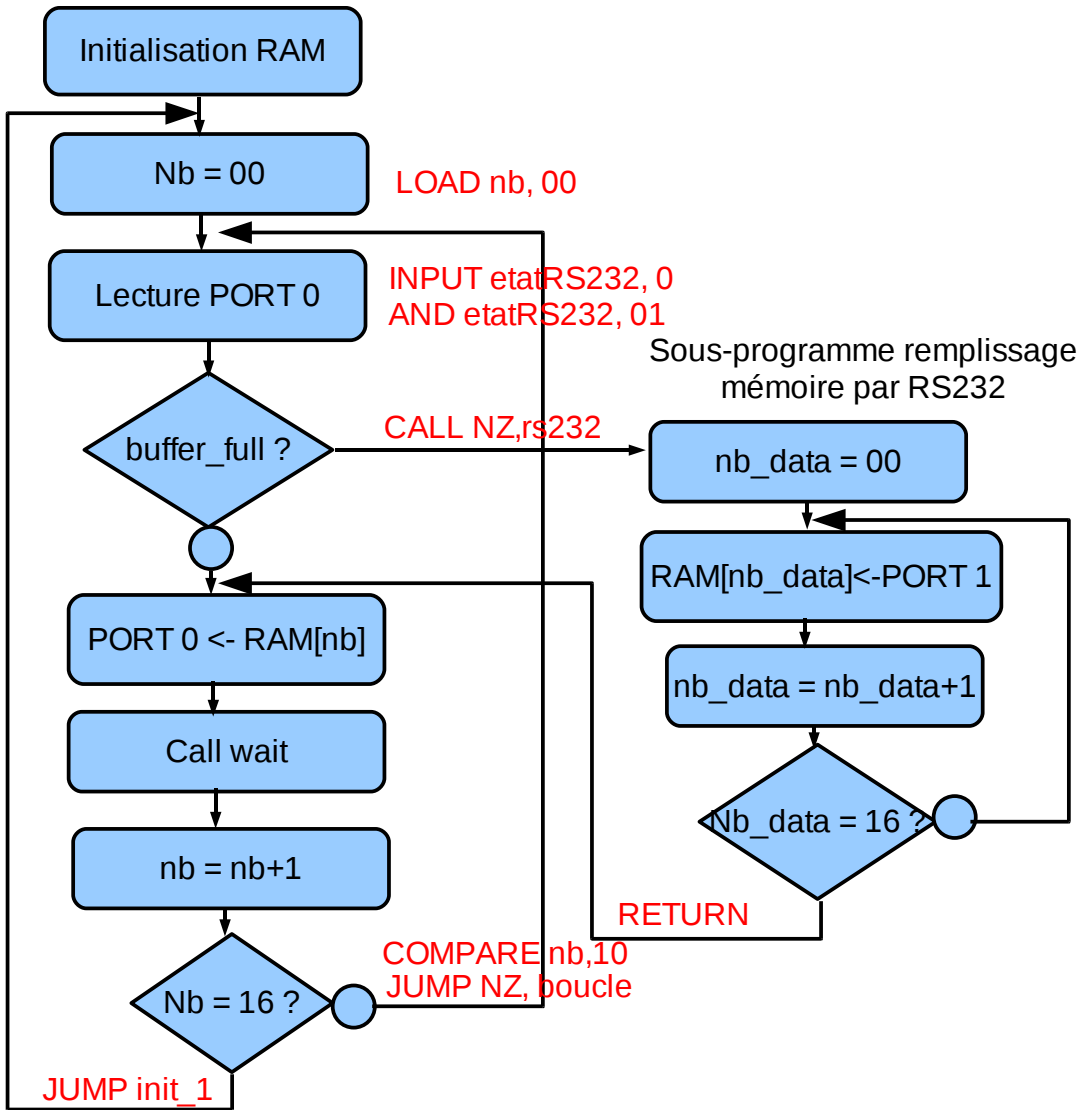 Initialisation RAM
Nb = 00
LOAD nb, 00
Lecture PORT 0
INPUT etatRS232, 0
AND etatRS232, 01
Sous-programme remplissage
mémoire par RS232
buffer_full ?
CALL NZ,rs232
nb_data = 00
RAM[nb_data]<-PORT 1
PORT 0 <- RAM[nb]
nb_data = nb_data+1
Call wait
Nb_data = 16 ?
nb = nb+1
RETURN
COMPARE nb,10
JUMP NZ, boucle
Nb = 16 ?
JUMP init_1